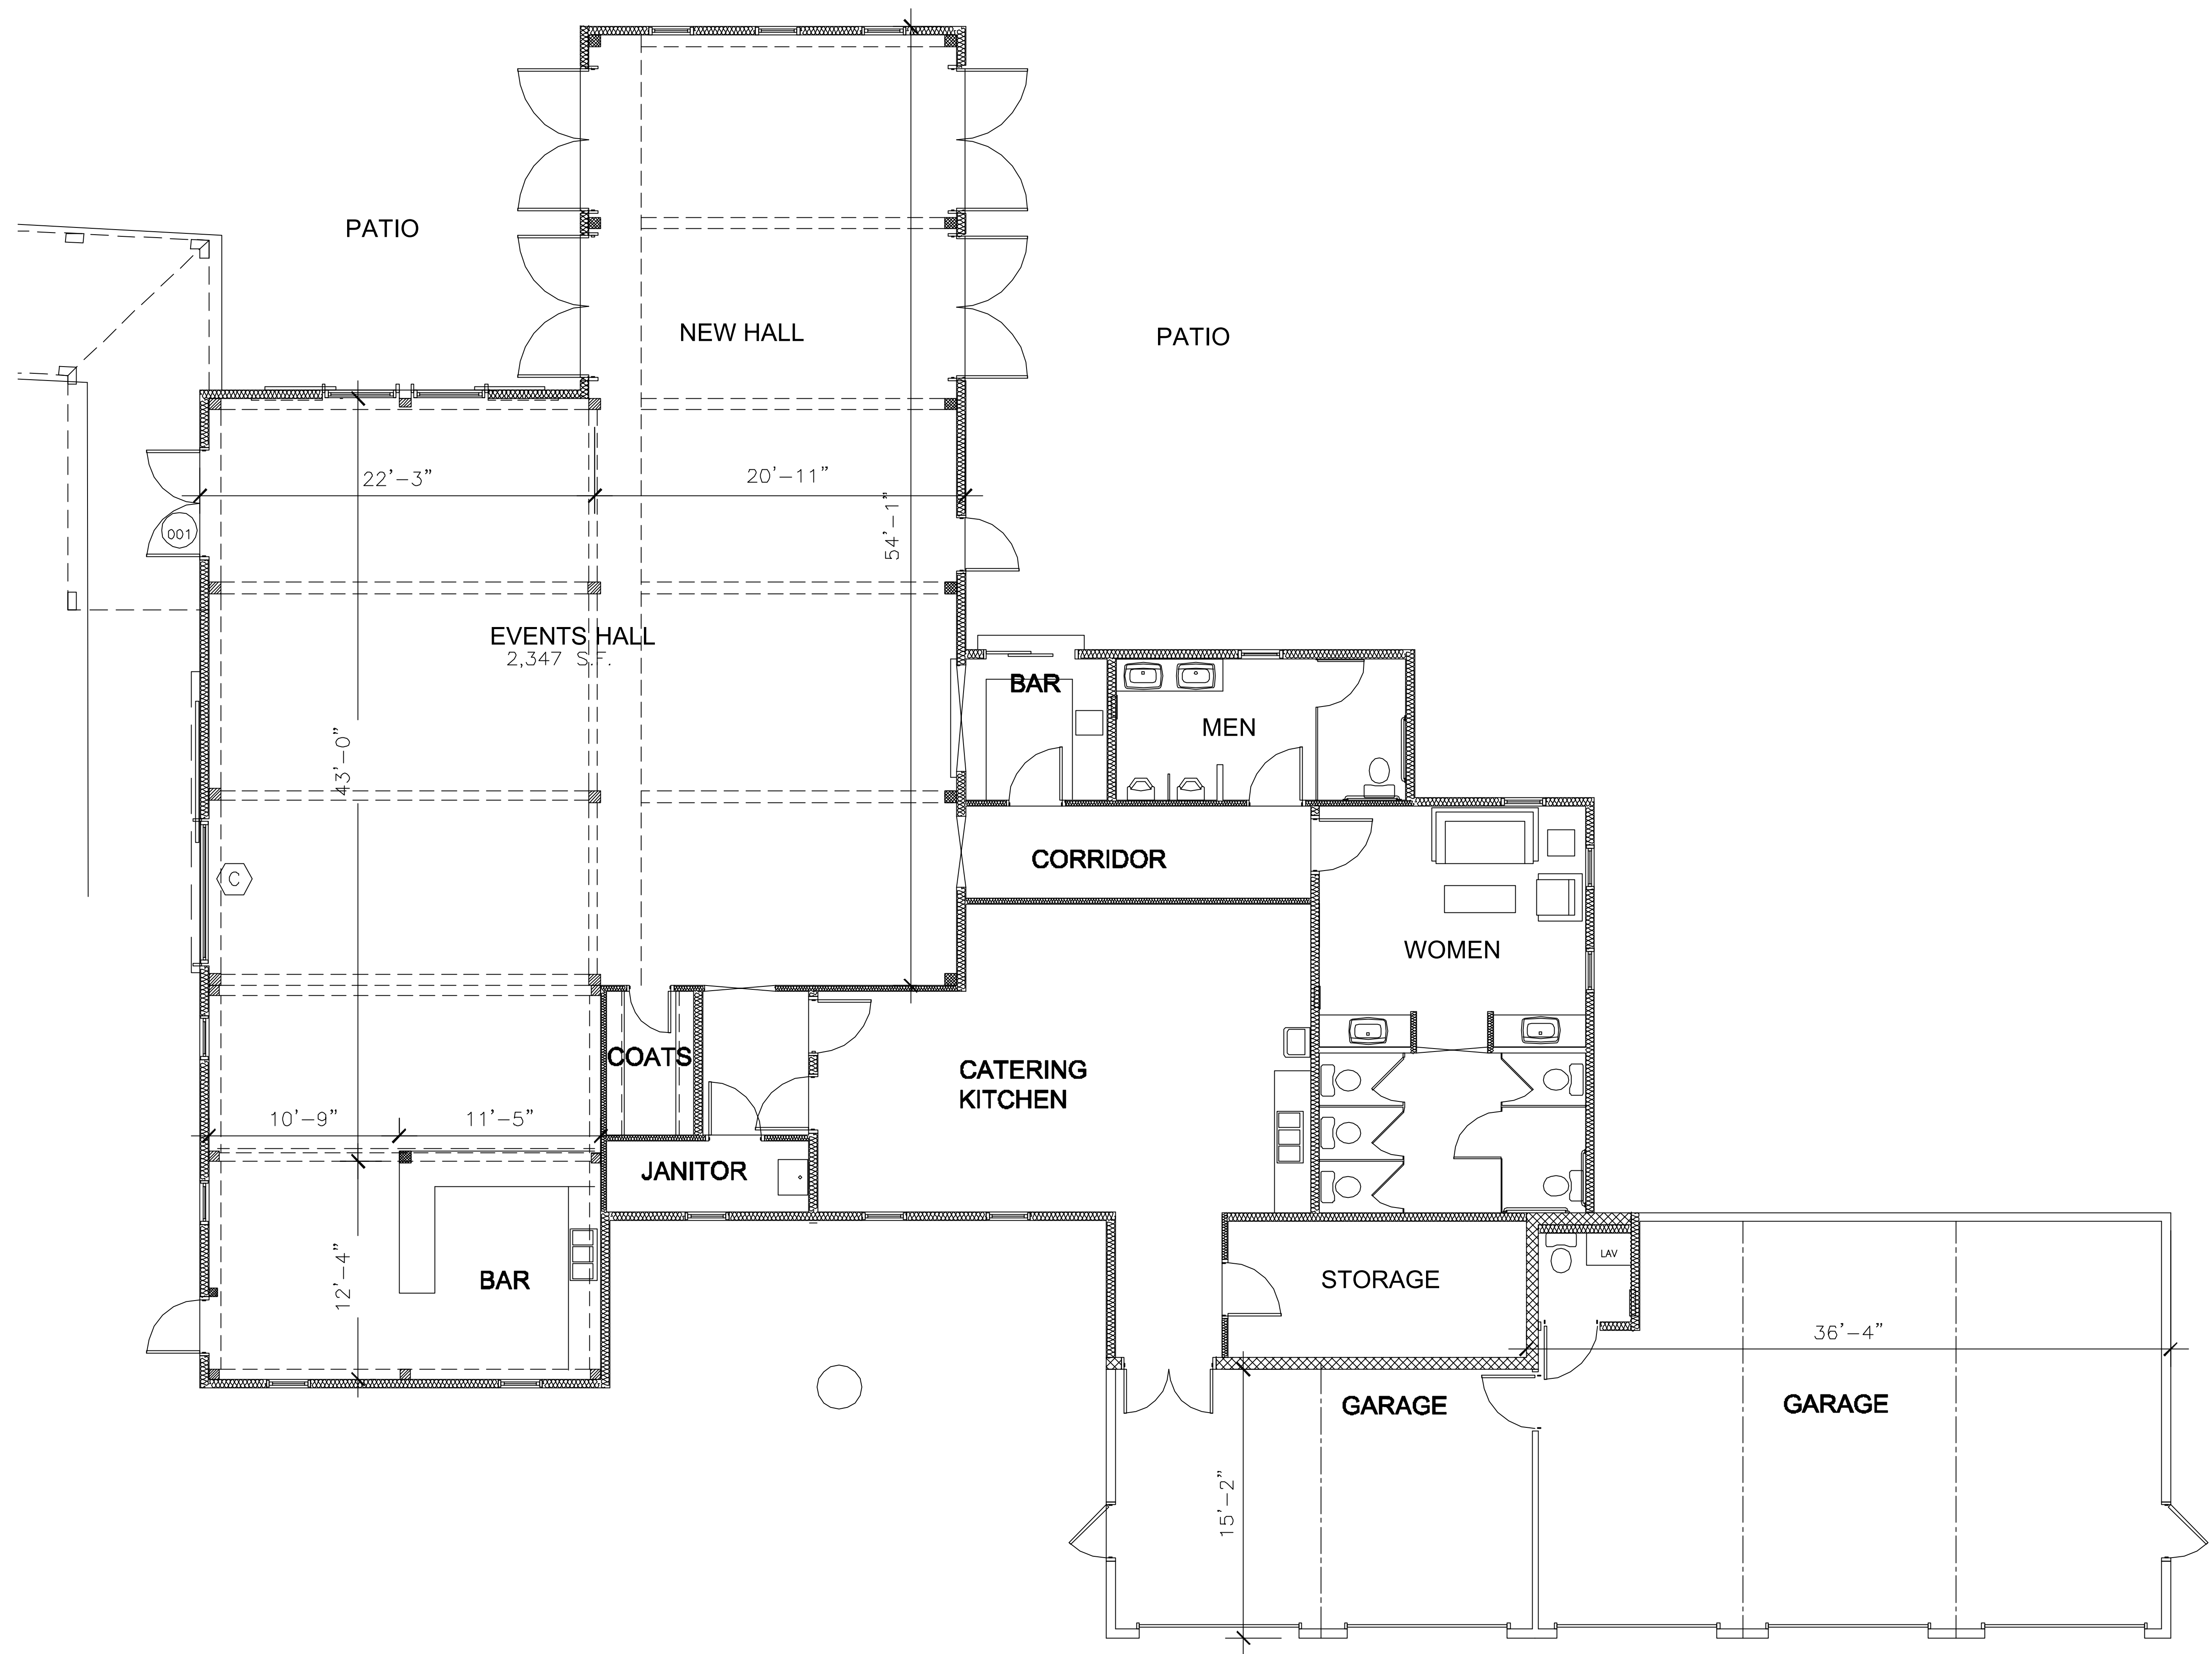 PATIO
NEW HALL
PATIO
22'-3"
20'-11"
54'-1"
001
EVENTS HALL
2,347 S.F.
BAR
MEN
43'-0"
CORRIDOR
C
WOMEN
COATS
CATERING
KITCHEN
10'-9"
11'-5"
JANITOR
12'-4"
BAR
STORAGE
LAV
36'-4"
GARAGE
GARAGE
15'-2"